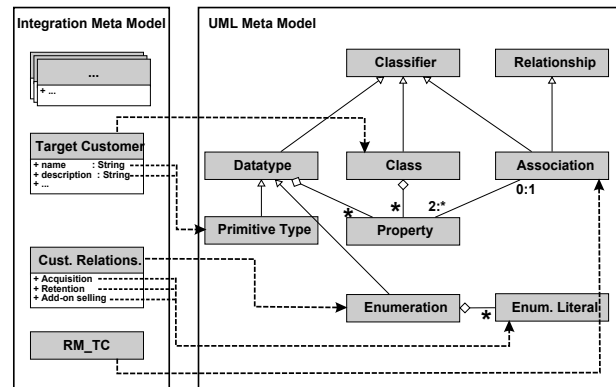 Integration Meta Model
UML Meta Model
...
+ ...
Classifier
Relationship
Target Customer
+ name : String
+ description : String
+ ...
Datatype
Class
Association
0:1
2:*
*
*
Primitive Type
Property
Cust. Relations.
+ Acquisition
+ Retention
+ Add-on selling
Enumeration
*
Enum. Literal
RM_TC